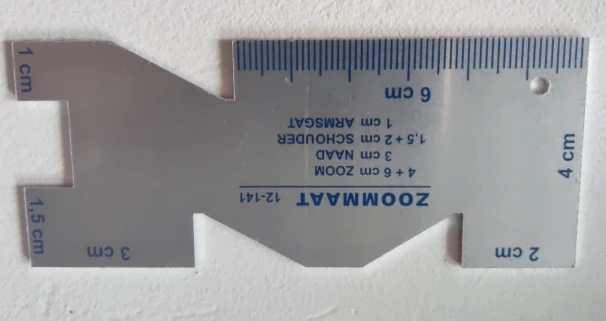 ZOOMMAAT 12-141
4 + 6 cm ZOOM
3 cm NAAD
1,5 + 2 cm SCHOUDER
1 cm ARMSGAT
6 cm
2 cm
3 cm
4 cm
1 cm
1,5 cm